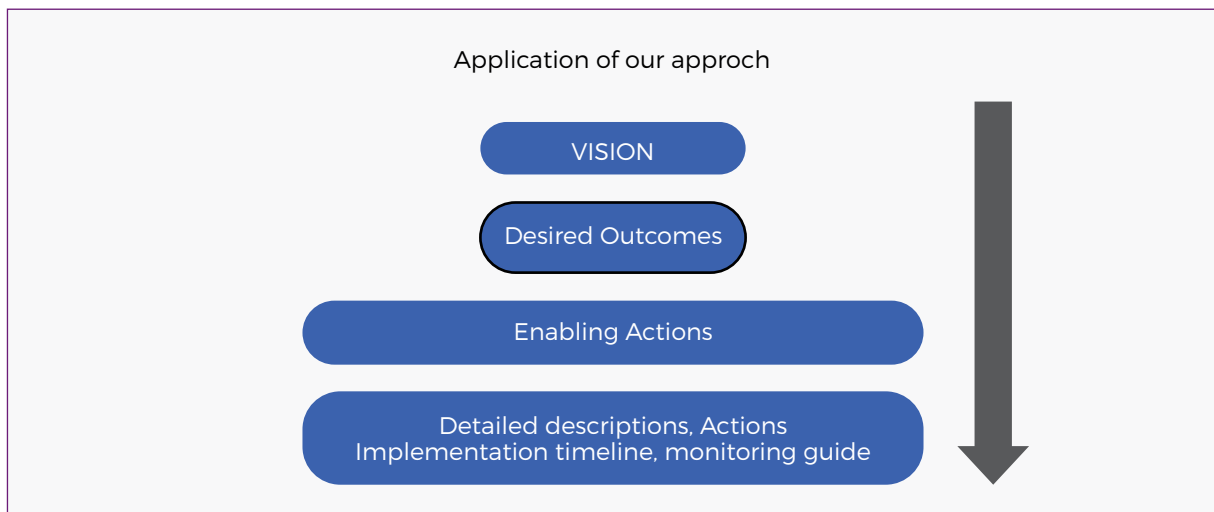 Application of our approch
VISION
Desired Outcomes
Enabling Actions
Detailed descriptions, Actions
Implementation timeline, monitoring guide